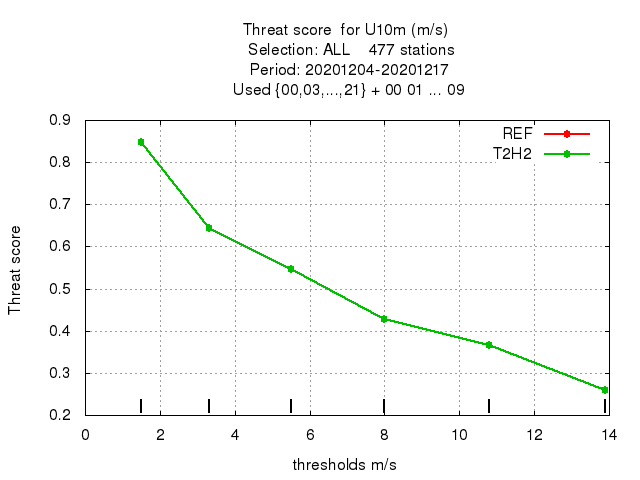 Threat score for U10m (m/s)
Selection: ALL 477 stations
Period: 20201204-20201217
Used {00,03,...,21} + 00 01 ... 09
REF
T2H2
Threat score
0.9
0.8
0.7
0.6
0.5
0.4
0.3
0.2
0 2 4 6 8 10 12 14
thresholds m/s